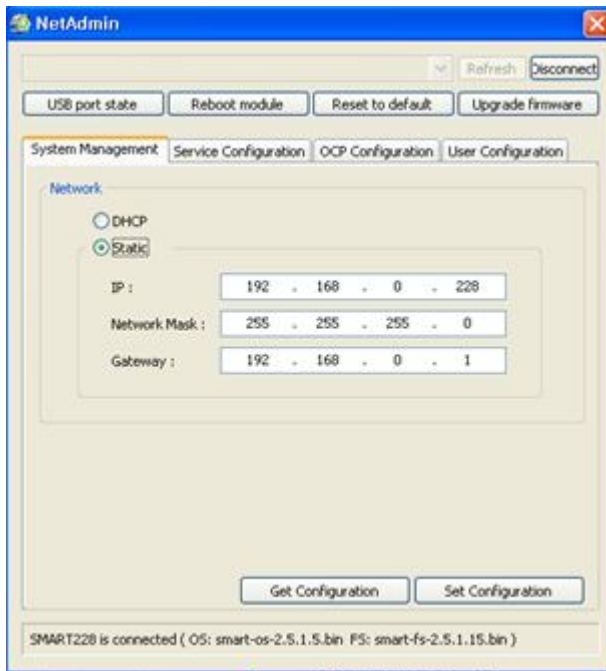 NetAdmin
Refresh Disconnect
USB port state Reboot module Reset to default Upgrade firmware
System Management Service Configuration OCP Configuration User Configuration
Network
DHCP
Static
IP : 192 . 168 . 0 . 228
Network Mask : 255 . 255 . 255 . 0
Gateway : 192 . 168 . 0 . 1
Get Configuration Set Configuration
SMART228 is connected ( OS: smart-os-2.5.1.5.bin FS: smart-fs-2.5.1.15.bin )